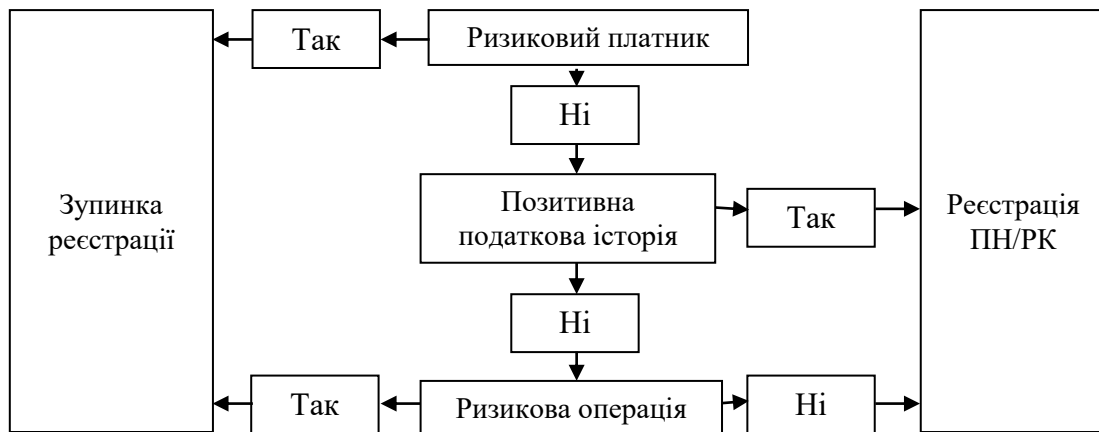 Так
Ризиковий платник
Ні
Зупинка
реєстрації
Позитивна
податкова історія
Так
Реєстрація
ПН/РК
Ні
Так
Ризикова операція
Ні